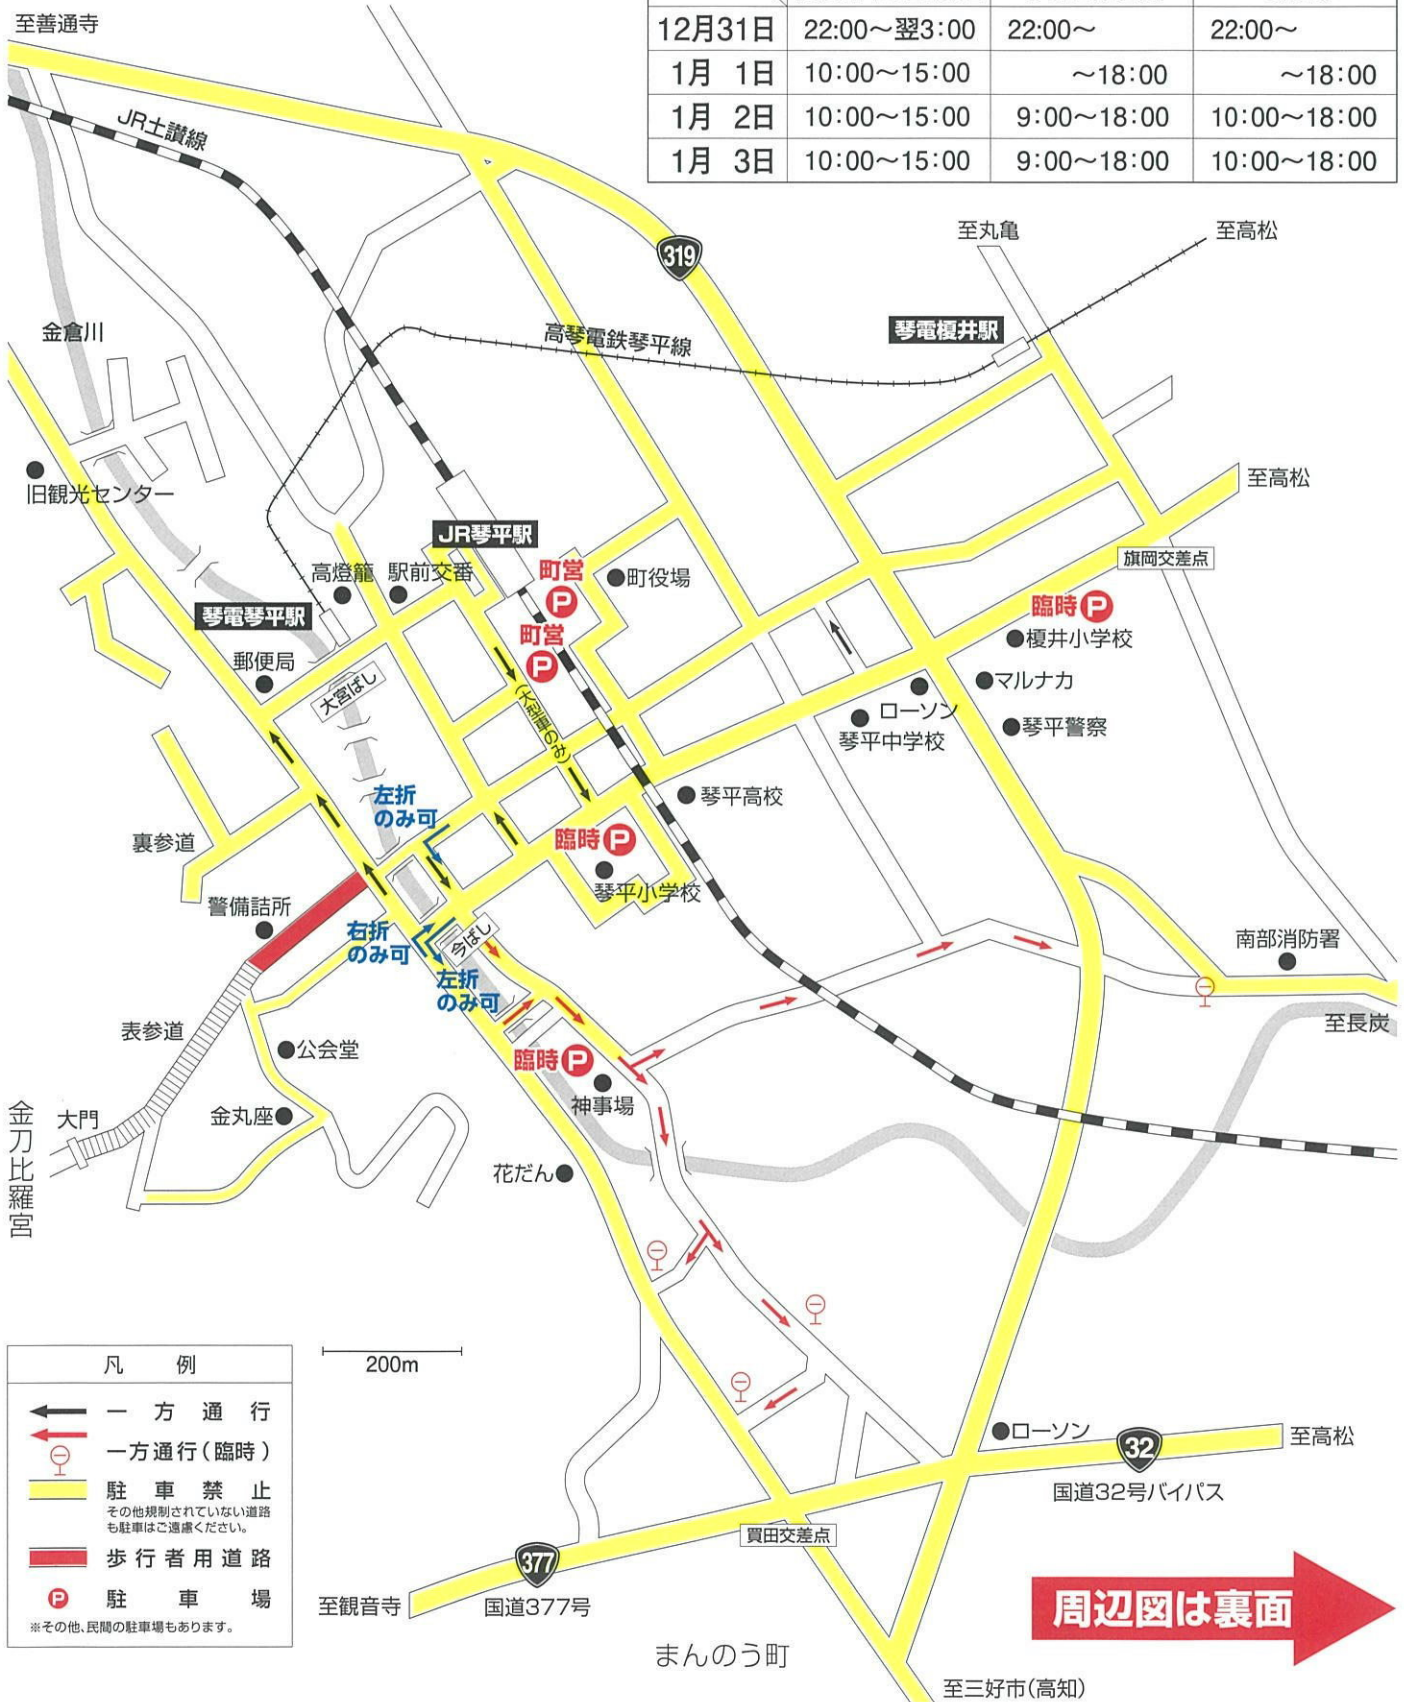 至善通寺
12月31日 22:00～翌3:00 22:00～ 22:00～
1月 1日 10:00～15:00 ～18:00 ～18:00
1月 2日 10:00～15:00 9:00～18:00 10:00～18:00
1月 3日 10:00～15:00 9:00～18:00 10:00～18:00
JR土讃線
319
至丸亀
至高松
金倉川
高琴電鉄琴平線
琴電榎井駅
旧観光センター
至高松
JR琴平駅
旗岡交差点
高燈籠
駅前交番
町営
P
町役場
臨時 P
琴電琴平駅
町営
P
榎井小学校
郵便局
大宮ばし
(大型車のみ)
マルナカ
ローソン
琴平中学校
琴平警察
左折
のみ可
琴平高校
裏参道
臨時 P
琴平小学校
警備詰所
右折
のみ可
今ばし
左折
のみ可
南部消防署
表参道
公会堂
臨時 P
至長炭
神事場
金刀比羅宮
大門
金丸座
花だん
凡 例
一方通行
一方通行(臨時)
駐車禁止
その他規制されていない道路
も駐車はご遠慮ください。
歩行者用道路
P 駐車場
※その他、民間の駐車場もあります。
200m
ローソン
32
至高松
国道32号バイパス
買田交差点
377
至観音寺
国道377号
周辺図は裏面
まんのう町
至三好市(高知)